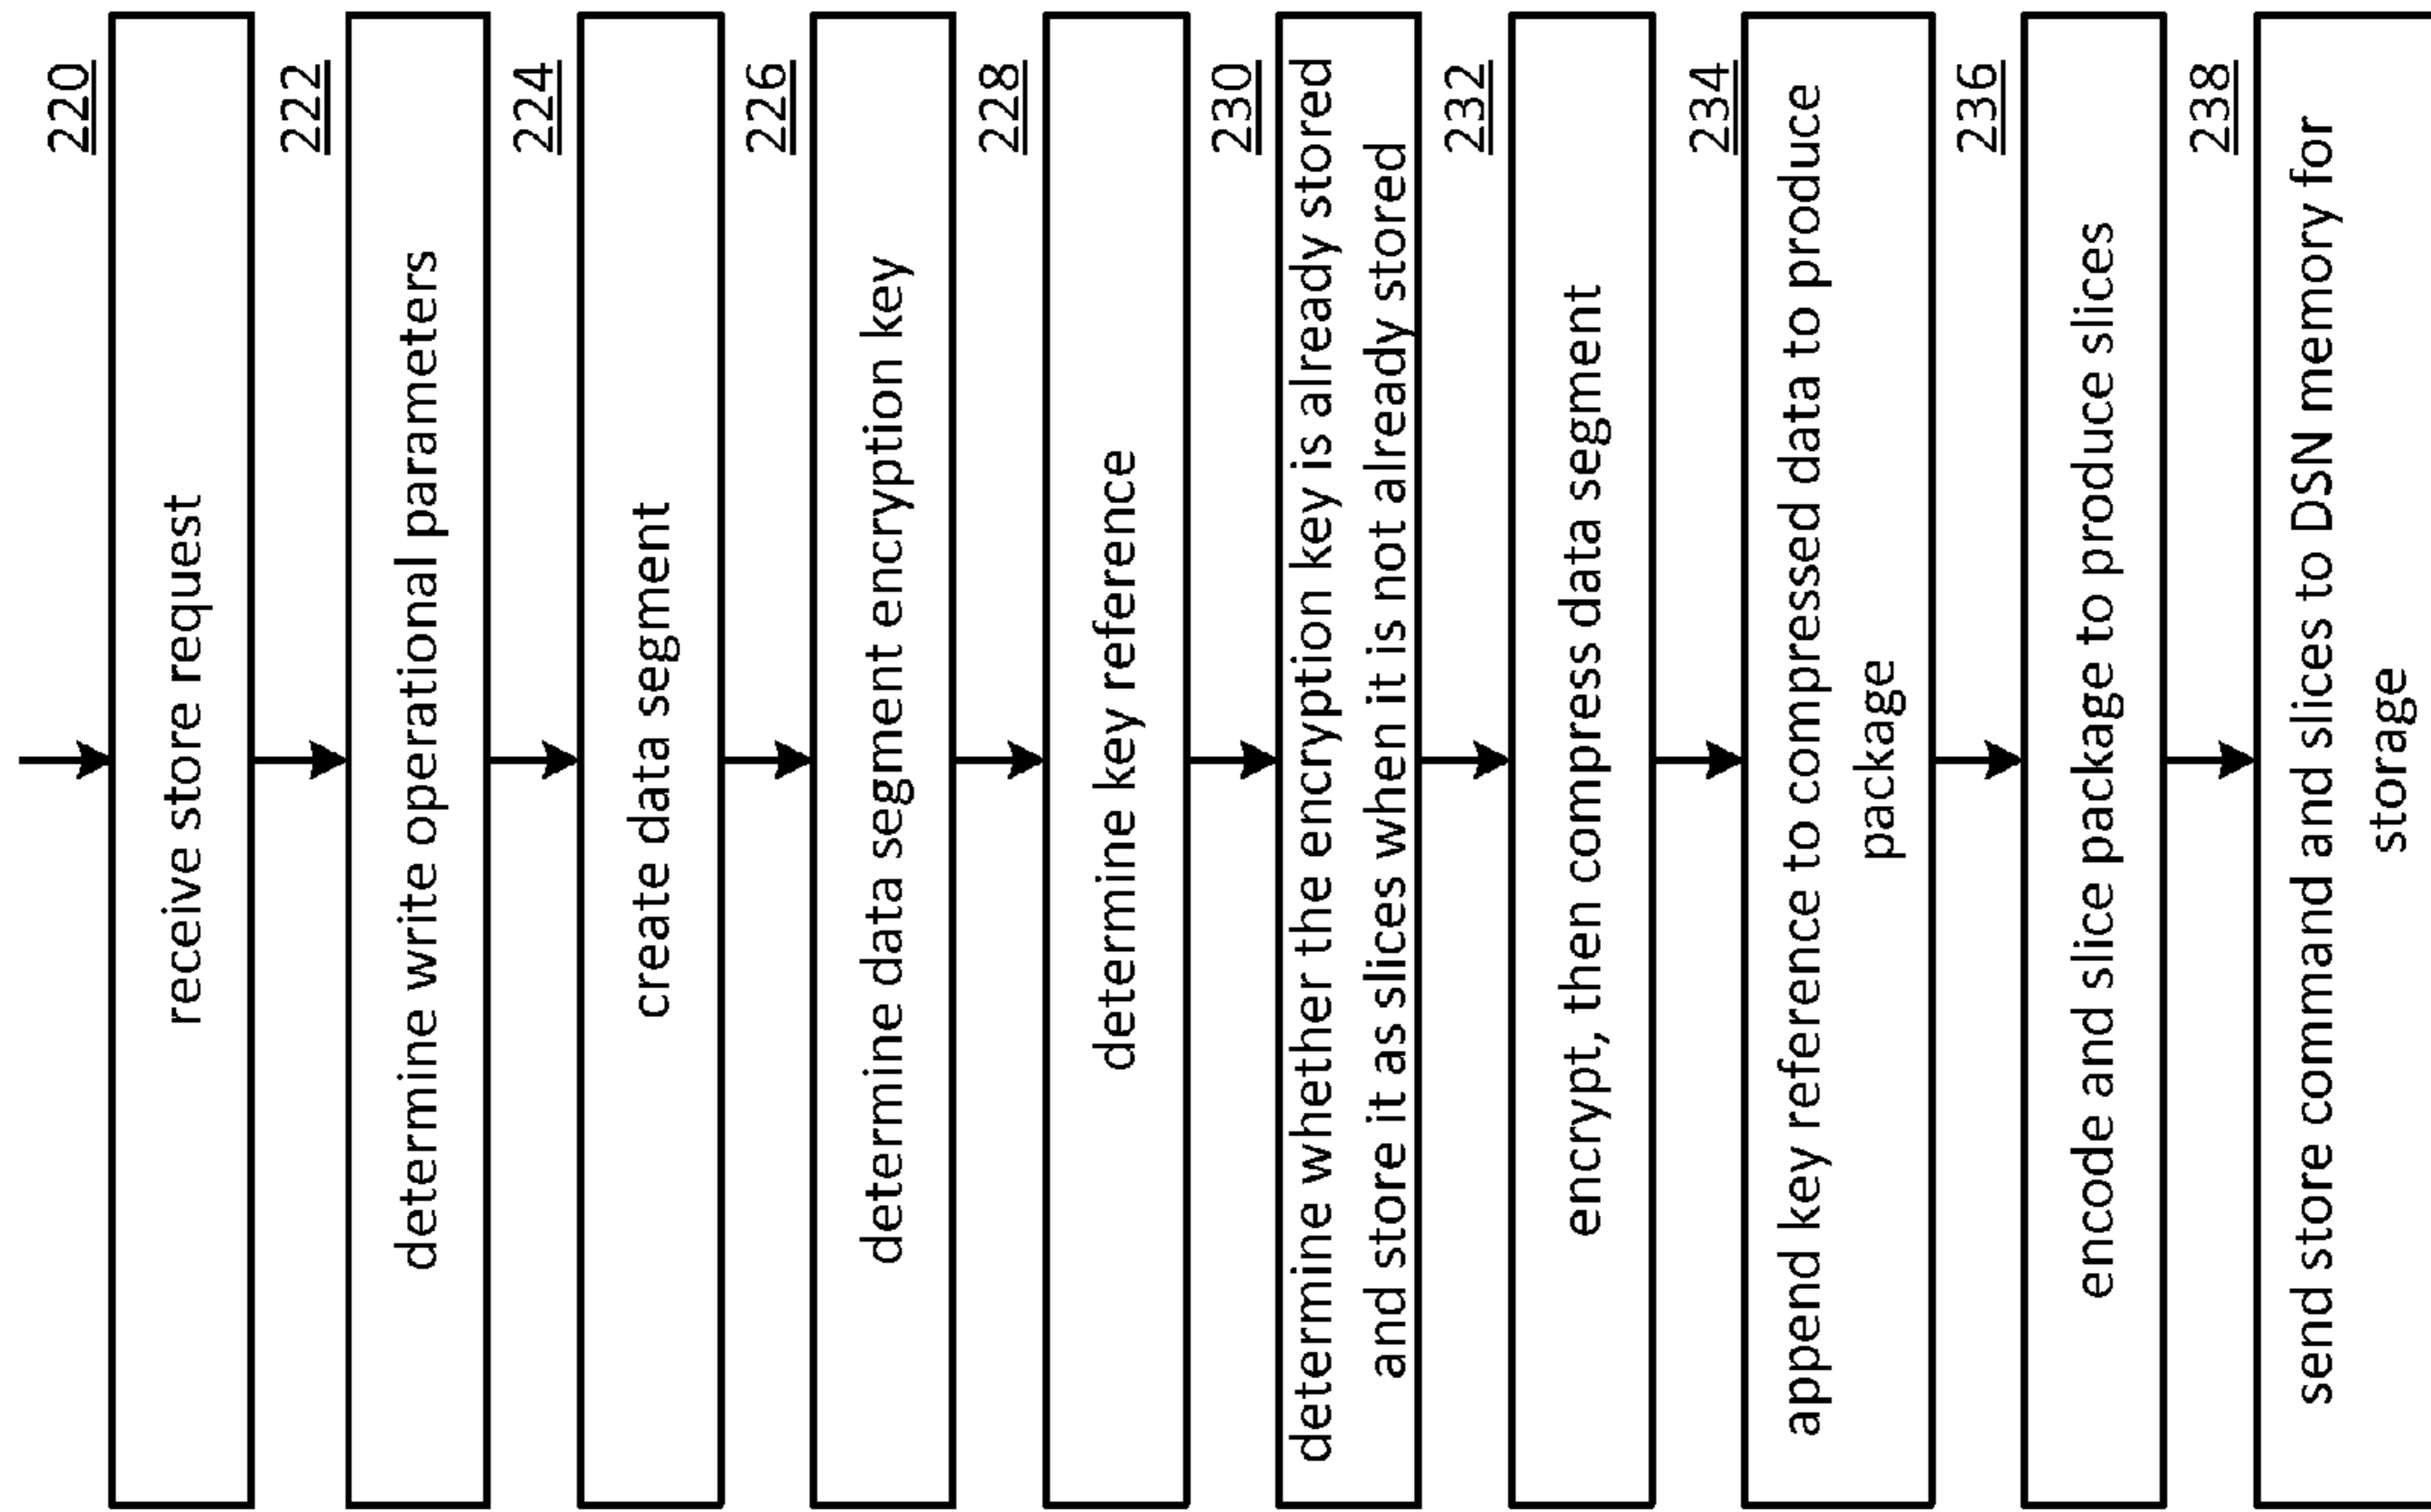 220
receive store request
222
determine write operational parameters
224
create data segment
226
determine data segment encryption key
228
determine key reference
230
determine whether the encryption key is already stored
and store it as slices when it is not already stored
232
encrypt, then compress data segment
234
append key reference to compressed data to produce
package
236
encode and slice package to produce slices
238
send store command and slices to DSN memory for
storage